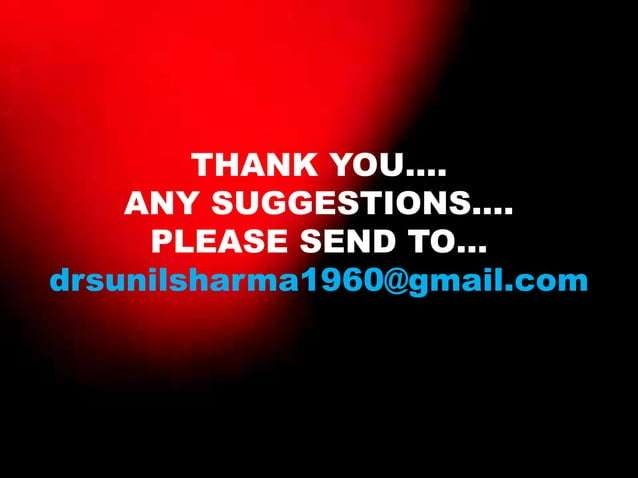 THANK YOU....
ANY SUGGESTIONS....
PLEASE SEND TO...
drsunilsharma1960@gmail.com